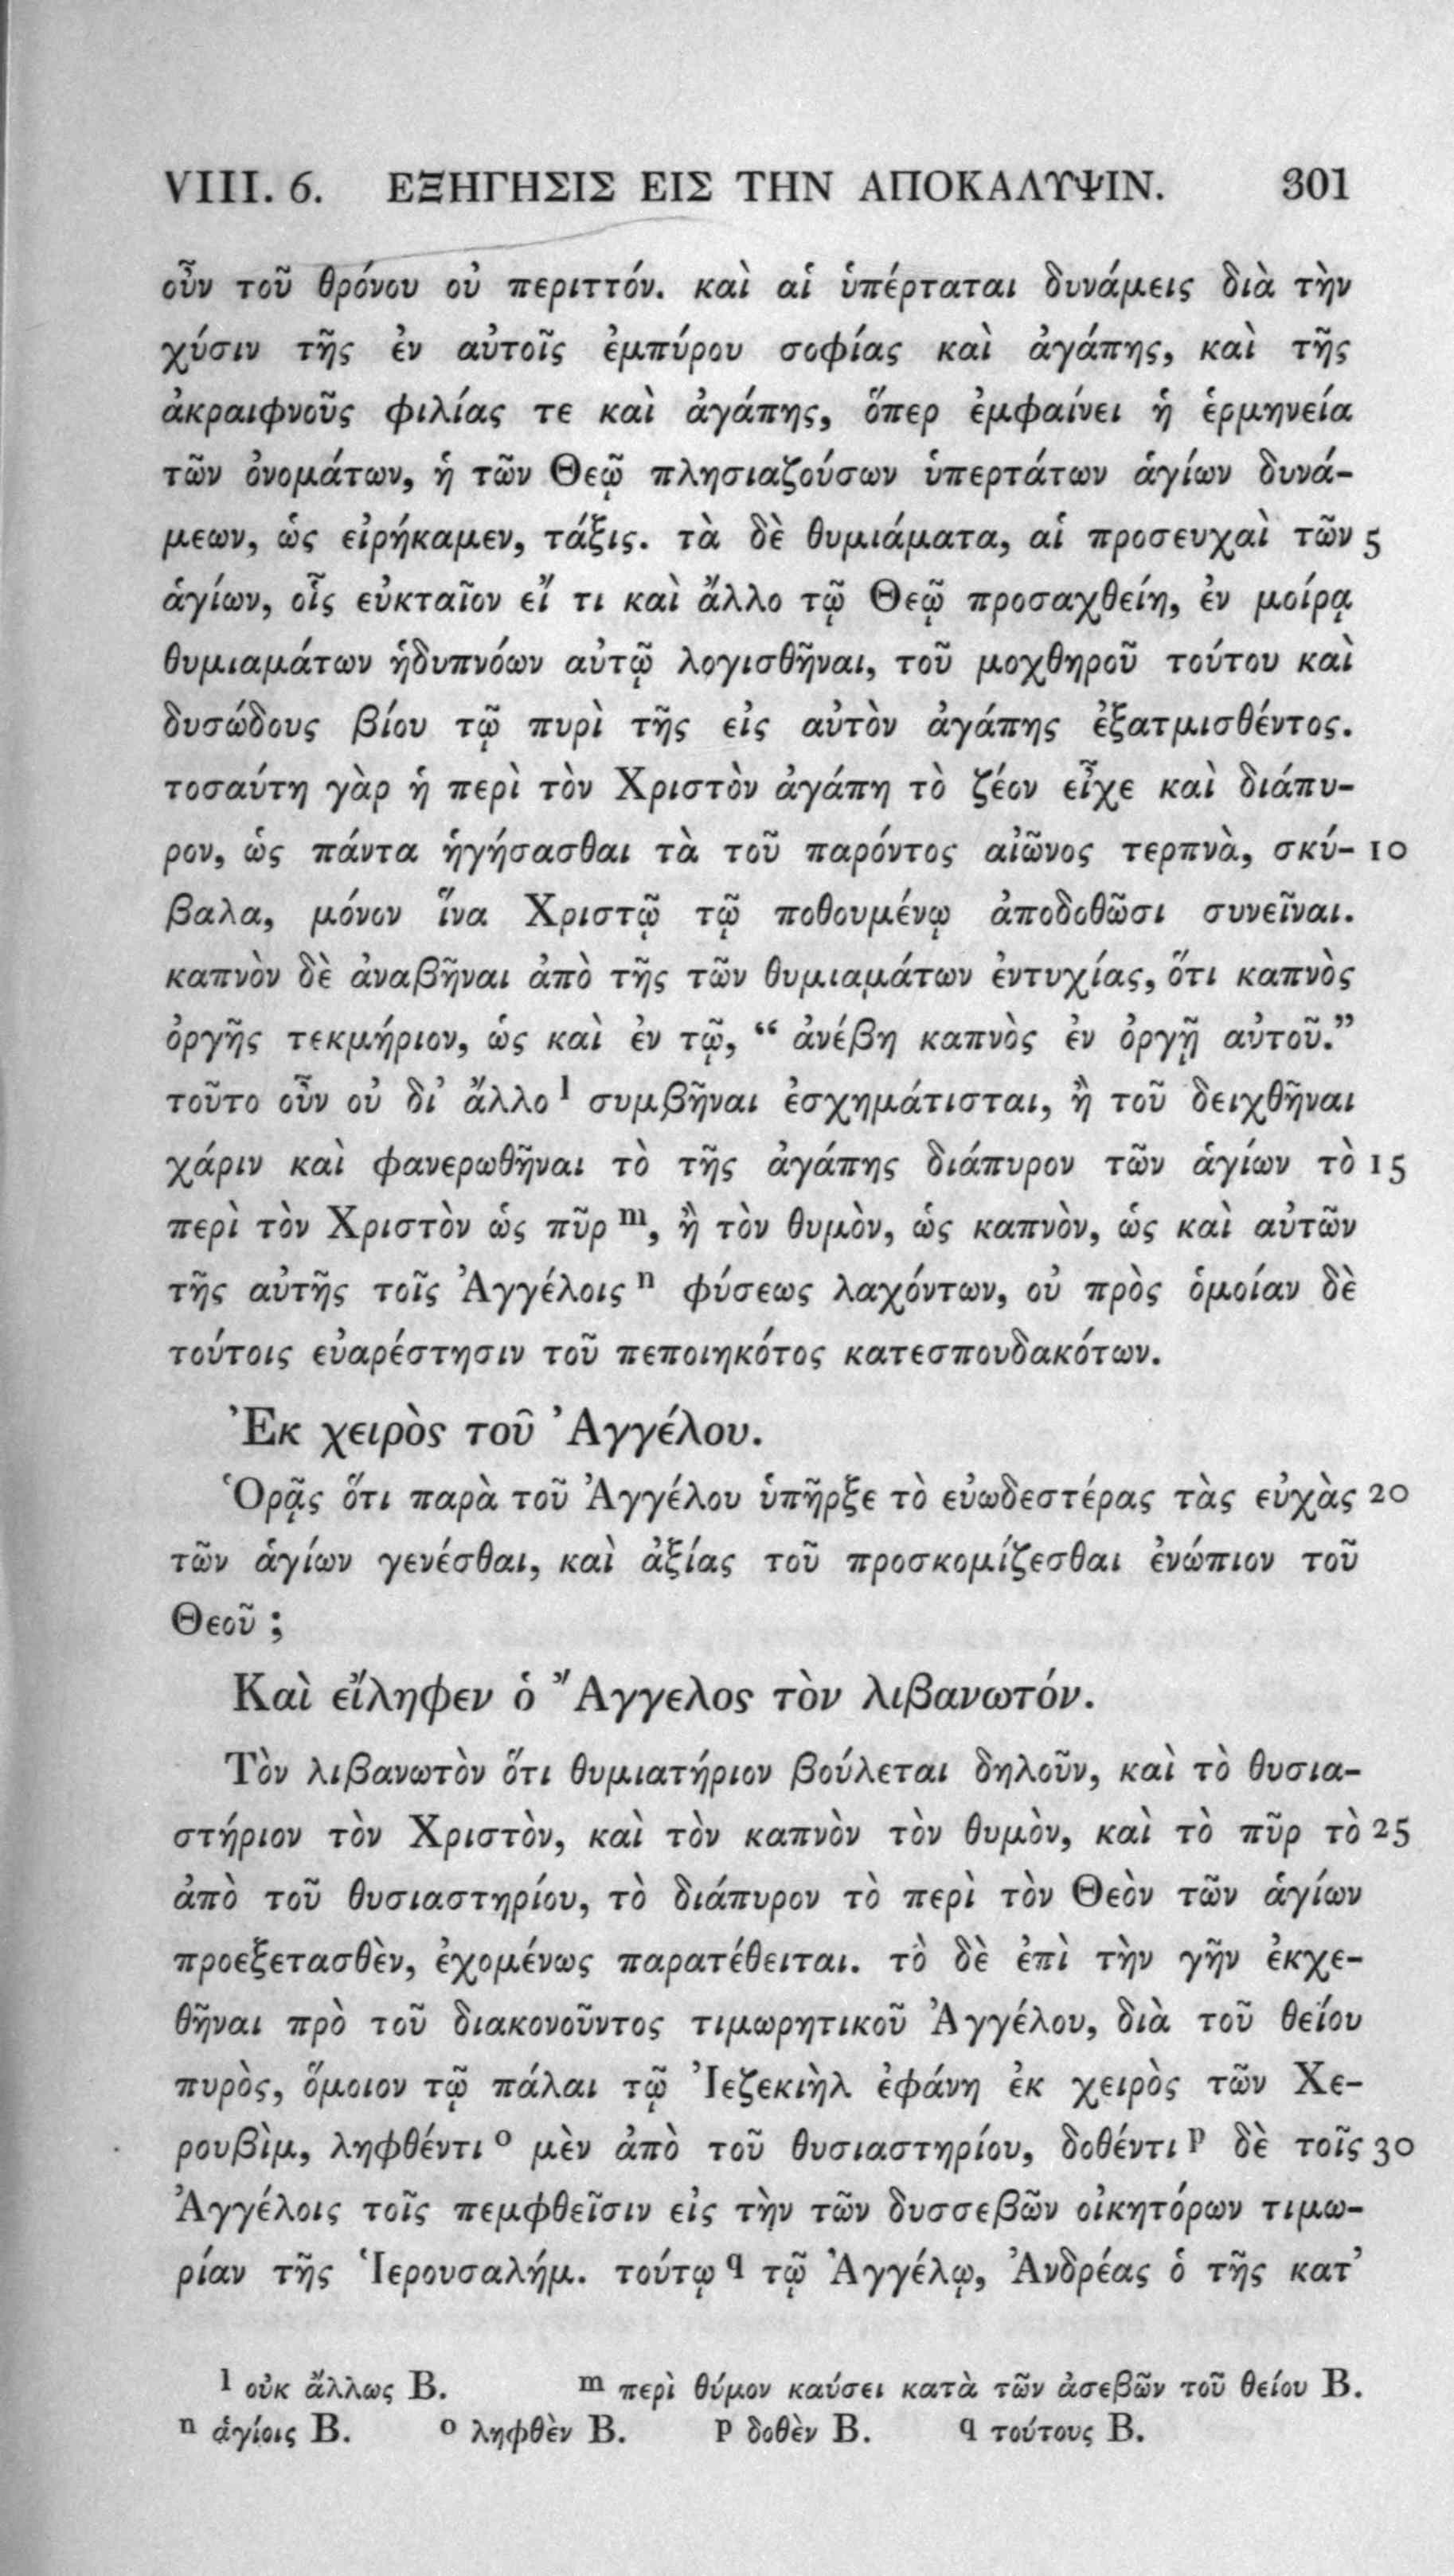 VIII. 6. ΕΞΗΓΗΣΙΣ ΕΙΣ ΤΗΝ ΑΠΟΚΑΛΥΨΙΝ. 301
οὖν τοῦ θρόνου οὐ περιττόν. καὶ αἱ ὑπέρταται δυνάμεις διὰ τὴν
χύσιν τῆς ἐν αὐτοῖς ἐμπύρου σοφίας καὶ ἀγάπης, καὶ τῆς
ἀκραιφνοῦς φιλίας τε καὶ ἀγάπης, ὅπερ ἐμφαίνει ἡ ἑρμηνεία
τῶν ὀνομάτων, ἡ τῶν Θεῷ πλησιαζούσων ὑπερτάτων ἁγίων δυνά-
μεων, ὡς εἰρήκαμεν, τάξις. τὰ δὲ θυμιάματα, αἱ προσευχαὶ τῶν 5
ἁγίων, οἷς εὐκταῖον εἴ τι καὶ ἄλλο τῷ Θεῷ προσαχθείη, ἐν μοίρᾳ
θυμιαμάτων ἡδυπνόων αὐτῷ λογισθῆναι, τοῦ μοχθηροῦ τούτου καὶ
δυσώδους βίου τῷ πυρὶ τῆς εἰς αὐτὸν ἀγάπης ἐξατμισθέντος.
τοσαύτη γὰρ ἡ περὶ τὸν Χριστὸν ἀγάπη τὸ ζέον εἶχε καὶ διάπυ-
ρον, ὡς πάντα ἡγήσασθαι τὰ τοῦ παρόντος αἰῶνος τερπνὰ, σκύ- 10
βαλα, μόνον ἵνα Χριστῷ τῷ ποθουμένῳ ἀποδοθῶσι συνεῖναι.
καπνὸν δὲ ἀναβῆναι ἀπὸ τῆς τῶν θυμιαμάτων ἐντυχίας, ὅτι καπνὸς
ὀργῆς τεκμήριον, ὡς καὶ ἐν τῷ, “ ἀνέβη καπνὸς ἐν ὀργῇ αὐτοῦ.”
τοῦτο οὖν οὐ δι’ ἄλλο l συμβῆναι ἐσχημάτισται, ἢ τοῦ δειχθῆναι
χάριν καὶ φανερωθῆναι τὸ τῆς ἀγάπης διάπυρον τῶν ἁγίων τὸ 15
περὶ τὸν Χριστὸν ὡς πῦρ m, ἢ τὸν θυμὸν, ὡς καπνὸν, ὡς καὶ αὐτῶν
τῆς αὐτῆς τοῖς Ἀγγέλοις n φύσεως λαχόντων, οὐ πρὸς ὁμοίαν δὲ
τούτοις εὐαρέστησιν τοῦ πεποιηκότος κατεσπουδακότων.
Ἐκ χειρὸς τοῦ Ἀγγέλου.
Ὁρᾷς ὅτι παρὰ τοῦ Ἀγγέλου ὑπῆρξε τὸ εὐωδεστέρας τὰς εὐχὰς 20
τῶν ἁγίων γενέσθαι, καὶ ἀξίας τοῦ προσκομίζεσθαι ἐνώπιον τοῦ
Θεοῦ ;
Καὶ εἴληφεν ὁ Ἄγγελος τὸν λιβανωτόν.
Τὸν λιβανωτὸν ὅτι θυμιατήριον βούλεται δηλοῦν, καὶ τὸ θυσια-
στήριον τὸν Χριστὸν, καὶ τὸν καπνὸν τὸν θυμὸν, καὶ τὸ πῦρ τὸ 25
ἀπὸ τοῦ θυσιαστηρίου, τὸ διάπυρον τὸ περὶ τὸν Θεὸν τῶν ἁγίων
προεξετασθὲν, ἐχομένως παρατέθειται. τὸ δὲ ἐπὶ τὴν γῆν ἐκχε-
θῆναι πρὸ τοῦ διακονοῦντος τιμωρητικοῦ Ἀγγέλου, διὰ τοῦ θείου
πυρὸς, ὅμοιον τῷ πάλαι τῷ Ἰεζεκιὴλ ἐφάνη ἐκ χειρὸς τῶν Χε-
ρουβὶμ, ληφθέντι o μὲν ἀπὸ τοῦ θυσιαστηρίου, δοθέντι p δὲ τοῖς 30
Ἀγγέλοις τοῖς πεμφθεῖσιν εἰς τὴν τῶν δυσσεβῶν οἰκητόρων τιμω-
ρίαν τῆς Ἱερουσαλήμ. τούτῳ q τῷ Ἀγγέλῳ, Ἀνδρέας ὁ τῆς κατ’
l οὐκ ἄλλως B. m περὶ θύμον καύσει κατὰ τῶν ἀσεβῶν τοῦ θείου B.
n ἁγίοις B. o ληφθὲν B. p δοθὲν B. q τούτους B.